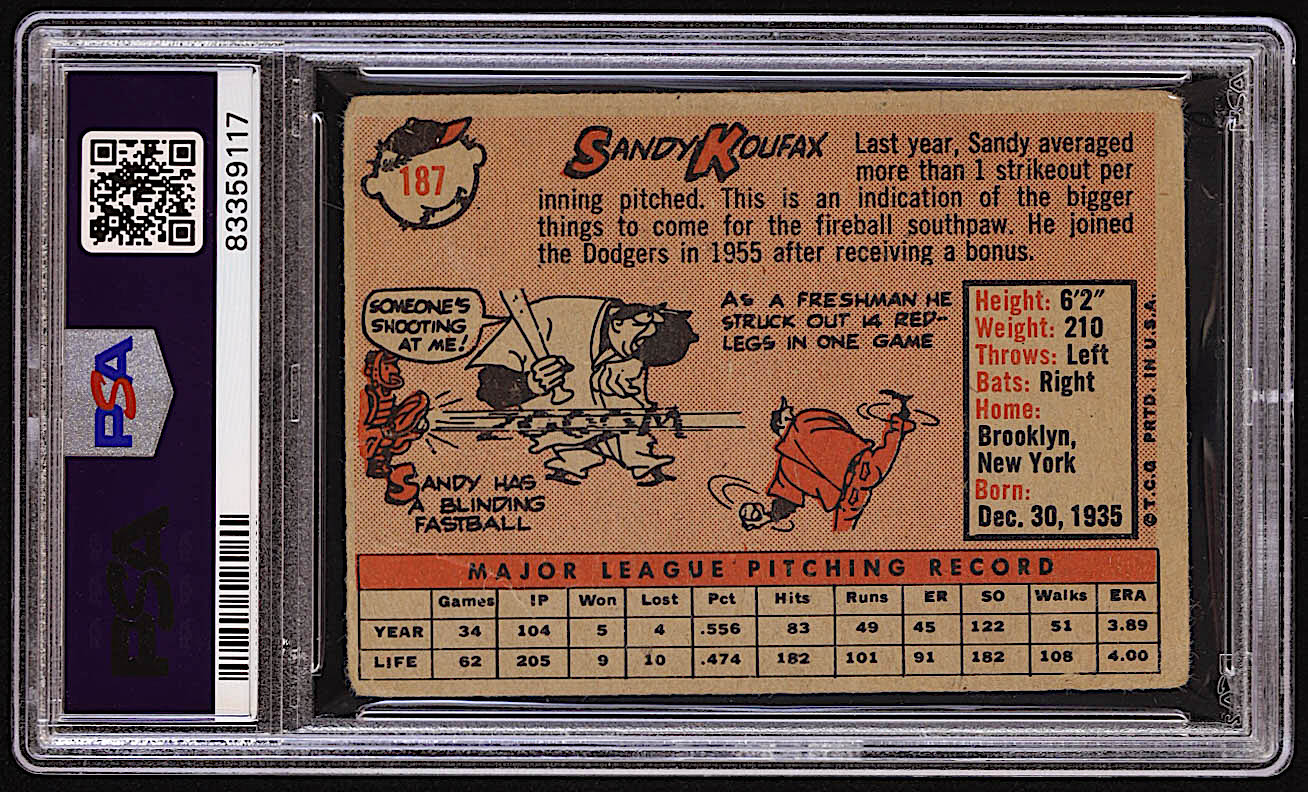 83359117
PSA
PSA
187
SANDY KOUFAX
Last year, Sandy averaged
more than 1 strikeout per
inning pitched. This is an indication of the bigger
things to come for the fireball southpaw. He joined
the Dodgers in 1955 after receiving a bonus.
SOMEONE'S
SHOOTING
AT ME!
AS A FRESHMAN HE
STRUCK OUT 14 RED-
LEGS IN ONE GAME
SANDY HAS
A BLINDING
FASTBALL
Height: 6'2"
Weight: 210
Throws: Left
Bats: Right
Home:
Brooklyn,
New York
Born:
Dec. 30, 1935
© T.C.G. PRTD. IN U.S.A.
MAJOR LEAGUE PITCHING RECORD
Games IP Won Lost Pct Hits Runs ER SO Walks ERA
YEAR 34 104 5 4 .556 83 49 45 122 51 3.89
LIFE 62 205 9 10 .474 182 101 91 182 108 4.00